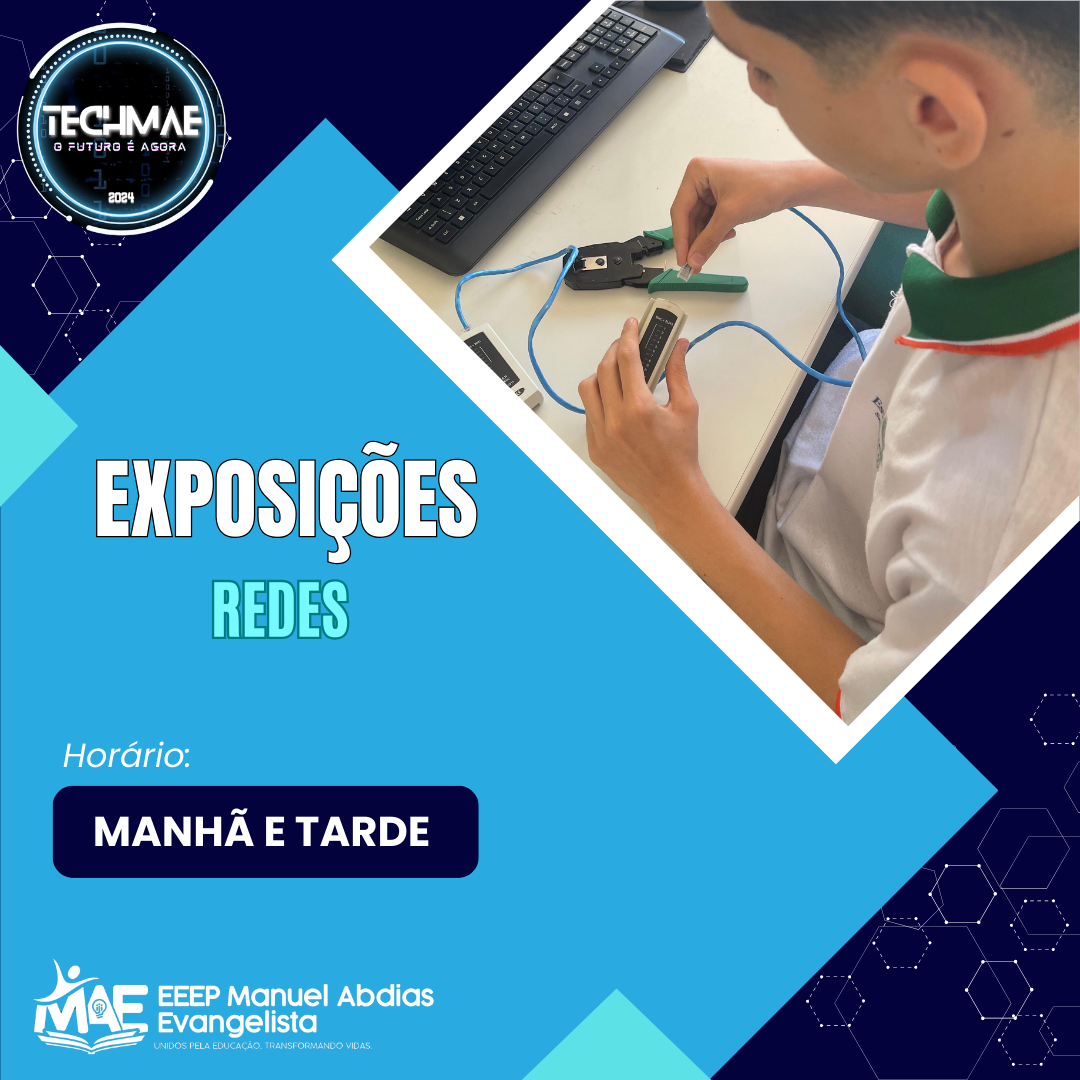 TECHMAE
O FUTURO É AGORA
2024
EXPOSIÇÕES
REDES
Horário:
MANHÃ E TARDE
MAE
EEEP Manuel Abdias
Evangelista
UNIDOS PELA EDUCAÇÃO, TRANSFORMANDO VIDAS.